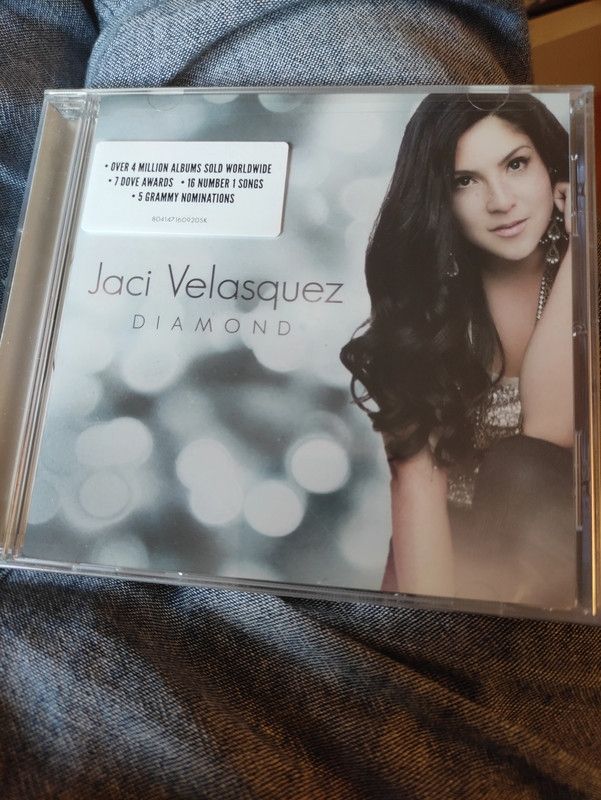 • OVER 4 MILLION ALBUMS SOLD WORLDWIDE
• 7 DOVE AWARDS • 16 NUMBER 1 SONGS
• 5 GRAMMY NOMINATIONS
804147160920SK
Jaci Velasquez
DIAMOND